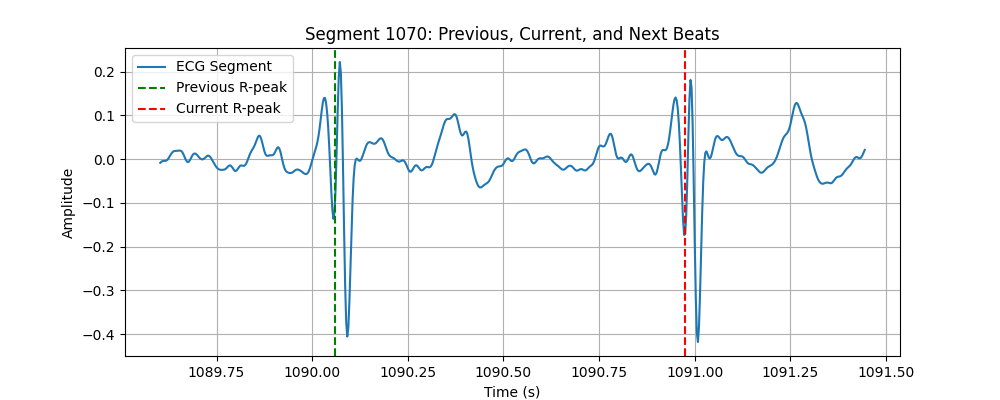 Segment 1070: Previous, Current, and Next Beats
ECG Segment
Previous R-peak
Current R-peak
Amplitude
0.2
0.1
0.0
−0.1
−0.2
−0.3
−0.4
1089.75 1090.00 1090.25 1090.50 1090.75 1091.00 1091.25 1091.50
Time (s)